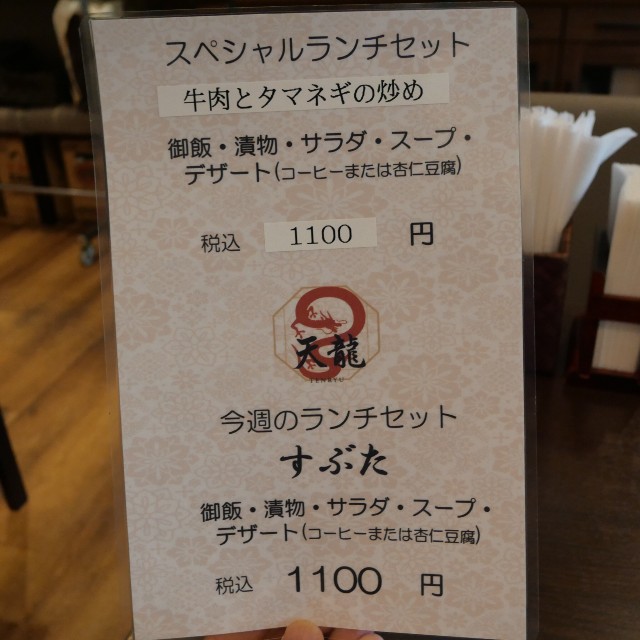 スペシャルランチセット
牛肉とタマネギの炒め
御飯・漬物・サラダ・スープ・
デザート(コーヒーまたは杏仁豆腐)
税込 1100 円
天龍
TENRYU
今週のランチセット
すぶた
御飯・漬物・サラダ・スープ・
デザート(コーヒーまたは杏仁豆腐)
税込 1100 円